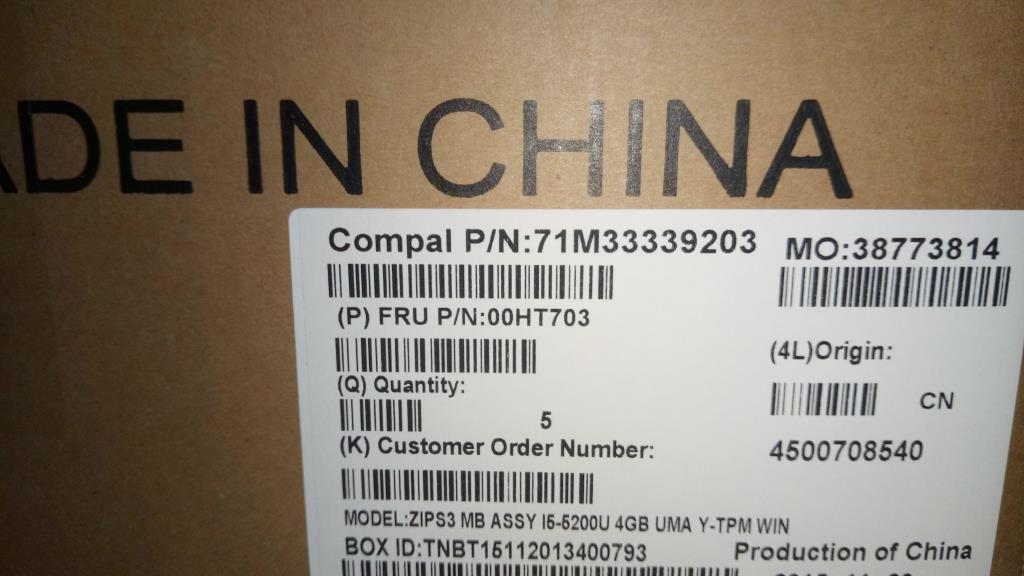 ADE IN CHINA
Compal P/N:71M33339203
MO:38773814
(P) FRU P/N:00HT703
(4L)Origin:
(Q) Quantity:
CN
5
(K) Customer Order Number:
4500708540
MODEL:ZIPS3 MB ASSY I5-5200U 4GB UMA Y-TPM WIN
BOX ID:TNBT15112013400793
Production of China